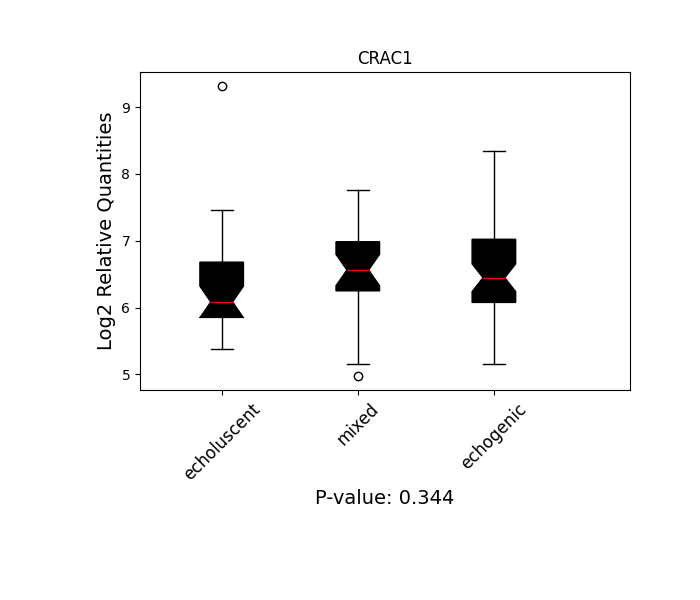 CRAC1
Log2 Relative Quantities
9
8
7
6
5
echoluscent
mixed
echogenic
P-value: 0.344